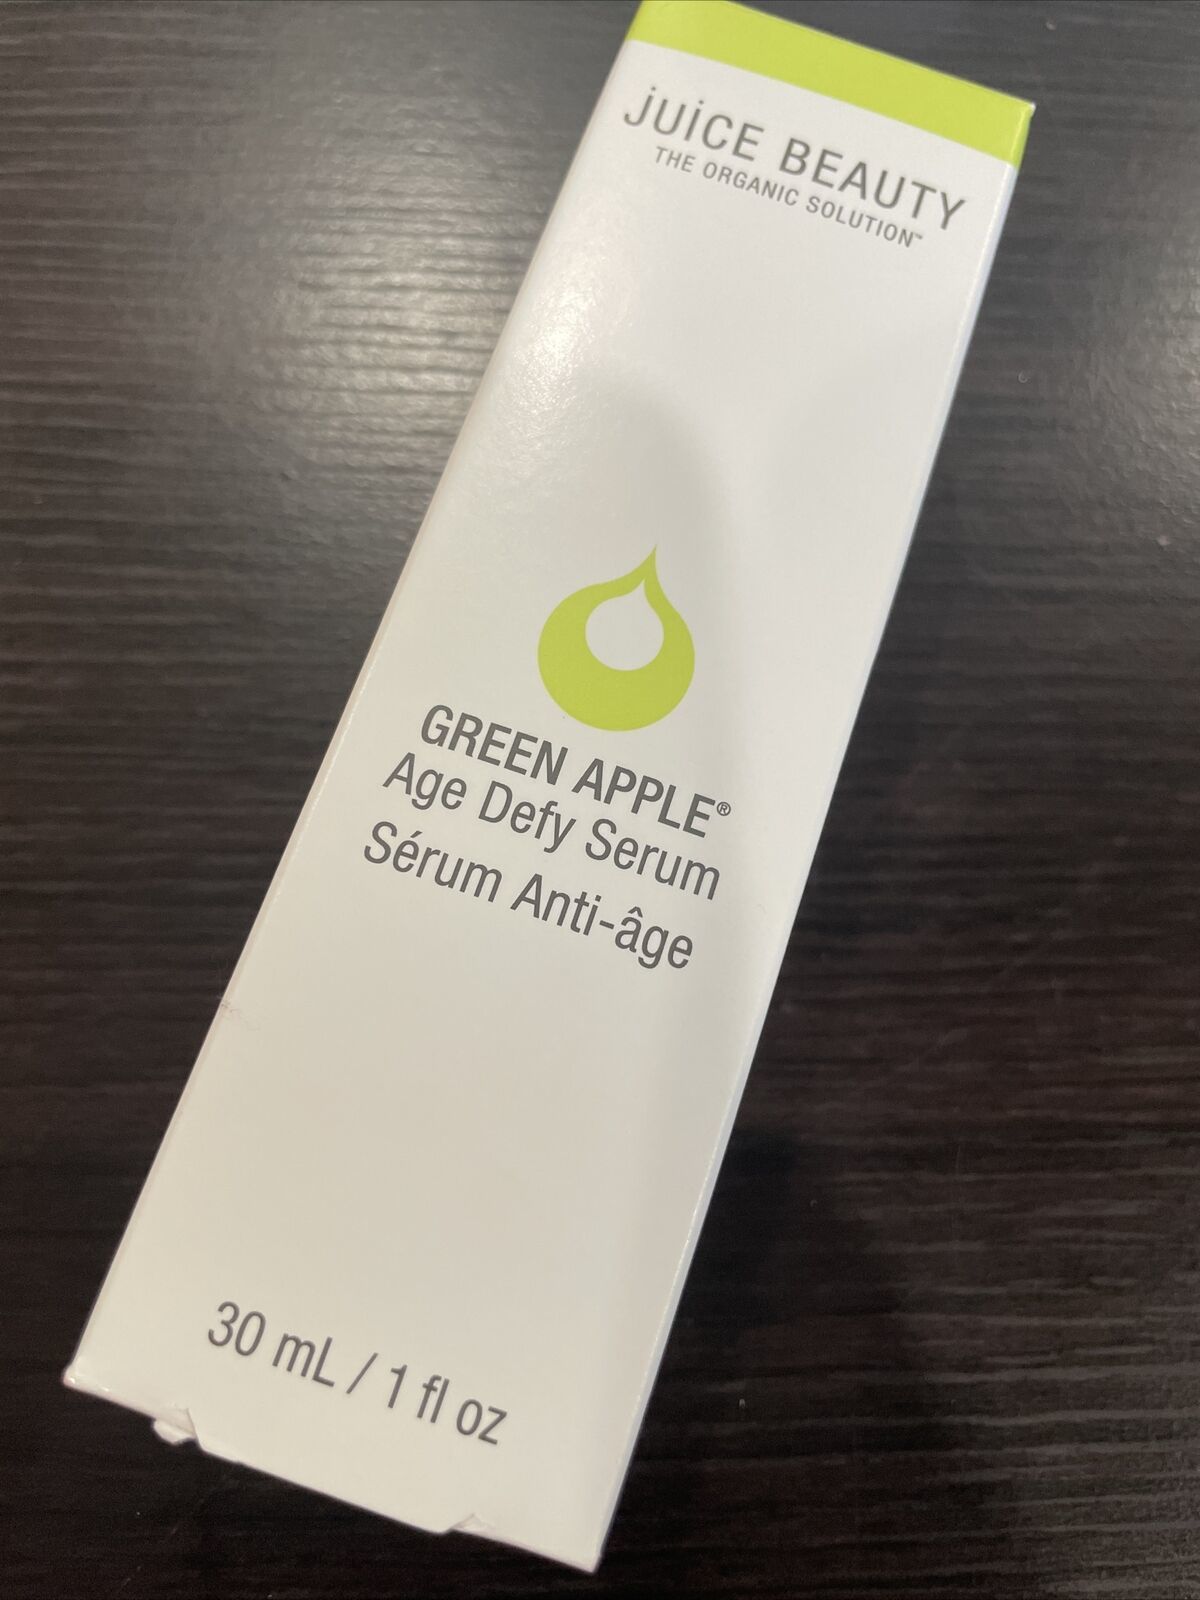 juice BEAUTY
THE ORGANIC SOLUTION™
GREEN APPLE®
Age Defy Serum
Sérum Anti-âge
30 mL / 1 fl oz